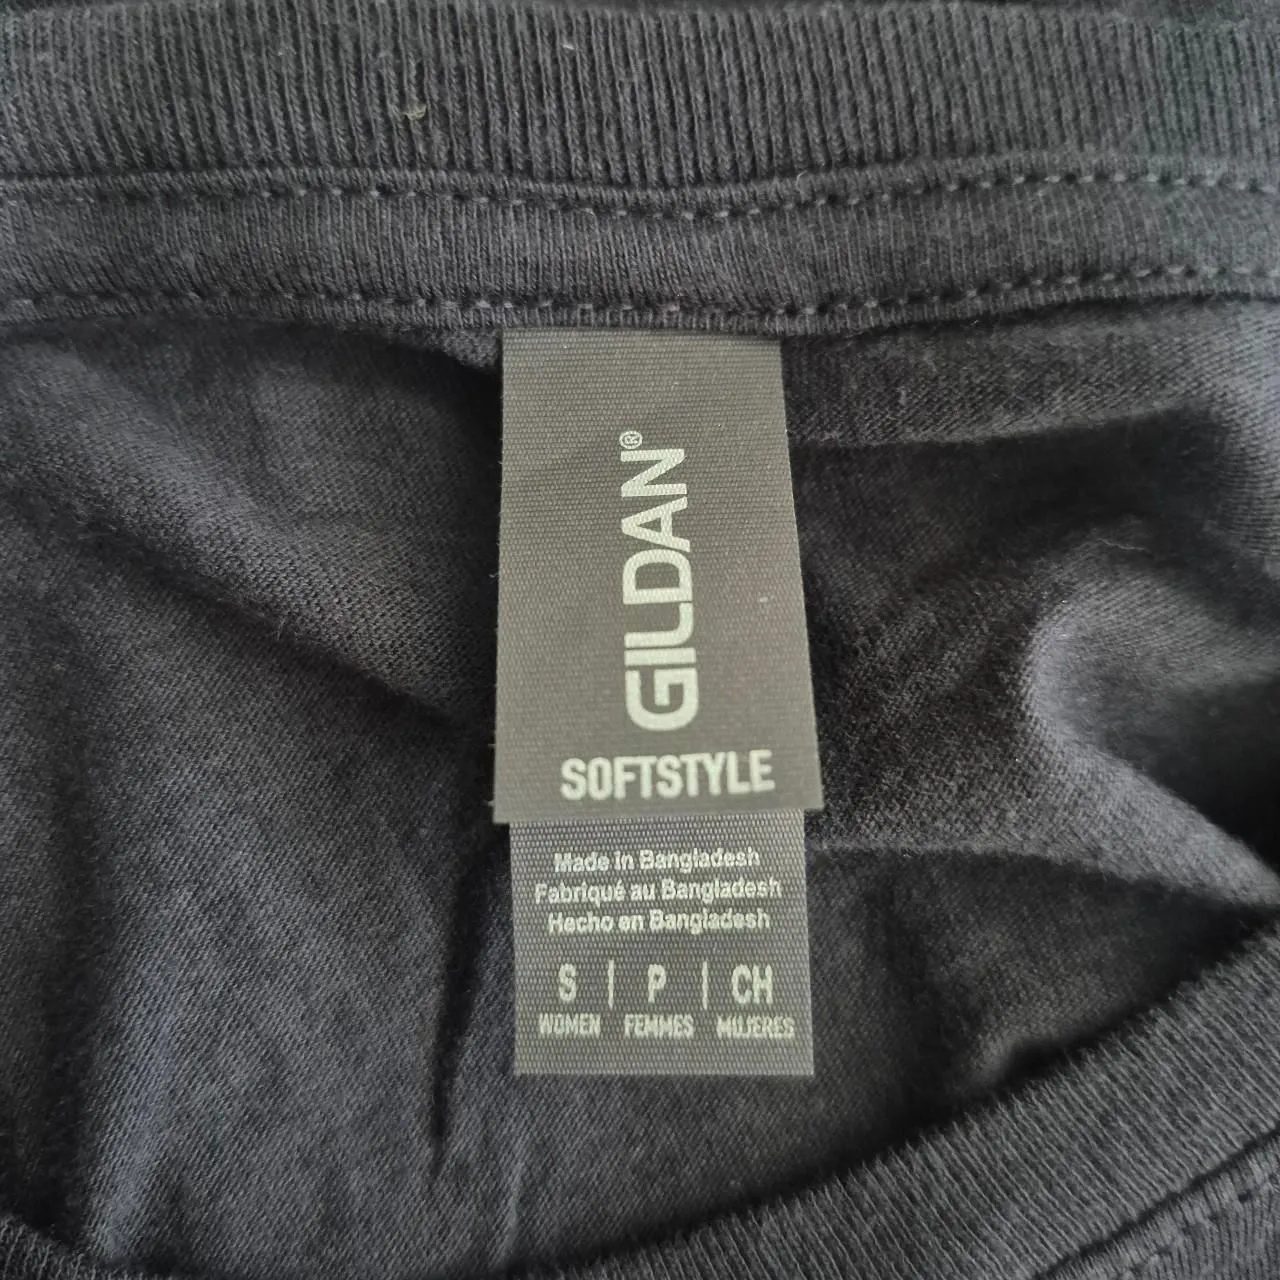 GILDAN®
SOFTSTYLE
Made in Bangladesh
Fabriqué au Bangladesh
Hecho en Bangladesh
S | P | CH
WOMEN FEMMES MUJERES